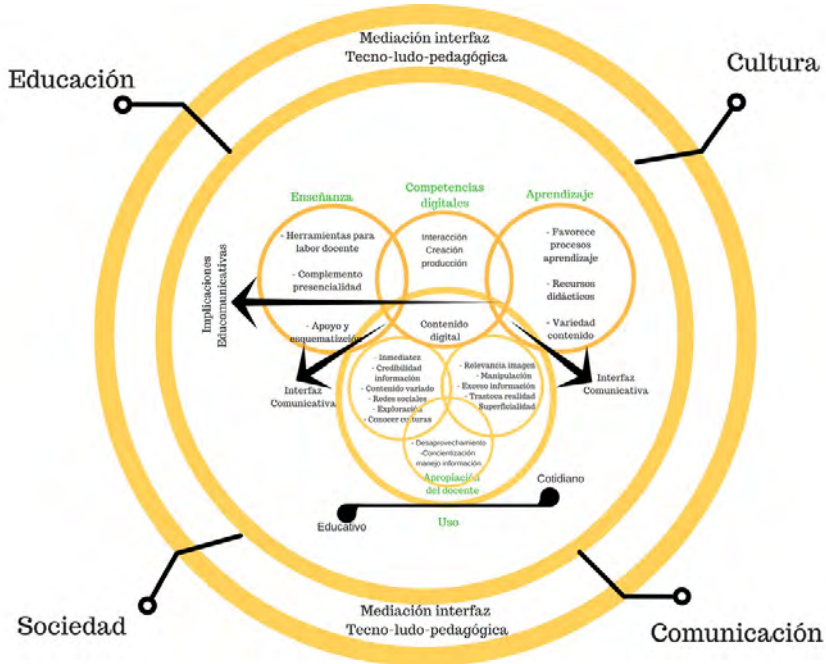 Mediación interfaz
Tecno-ludo-pedagógica
Educación
Cultura
Enseñanza
Competencias
digitales
Aprendizaje
- Herramientas para
labor docente
- Complemento
presencialidad
- Apoyo y
esquematización
Interacción
Creación
producción
- Favorece
procesos
aprendizaje
- Recursos
didácticos
- Variedad
contenido
Implicaciones
Educomunicativas
Contenido
digital
Interfaz
Comunicativa
Interfaz
Comunicativa
- Inmediatez
- Credibilidad
información
- Contenido variado
- Redes sociales
- Exploración
- Conocer culturas
- Relevancia imagen
- Manipulación
- Exceso información
- Trastoca realidad
Superficialidad
- Desaprovechamiento
-Concientización
manejo información
Apropiación
del docente
Cotidiano
Educativo
Uso
Sociedad
Comunicación
Mediación interfaz
Tecno-ludo-pedagógica